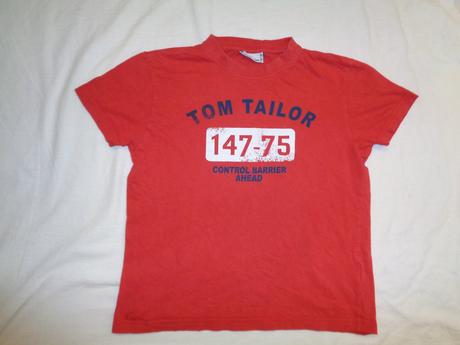 TOM TAILOR
147-75
CONTROL BARRIER
AHEAD